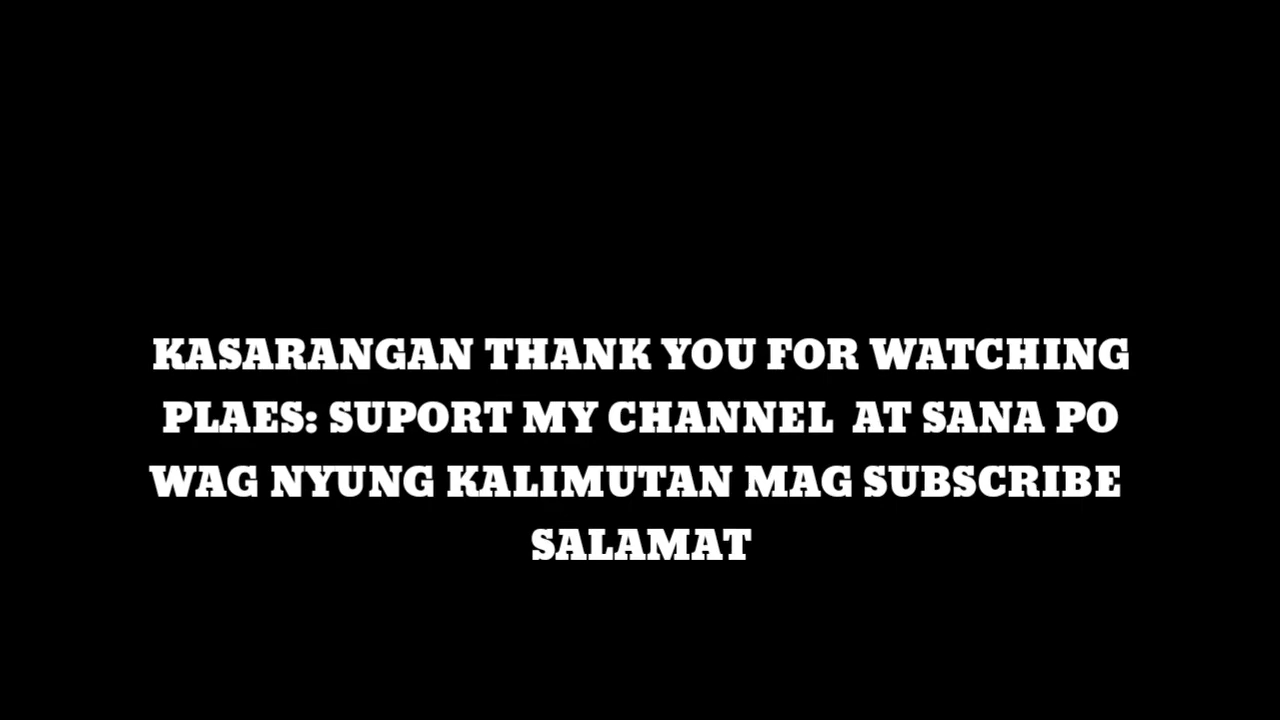 KASARANGAN THANK YOU FOR WATCHING
PLAES: SUPORT MY CHANNEL AT SANA PO
WAG NYUNG KALIMUTAN MAG SUBSCRIBE
SALAMAT